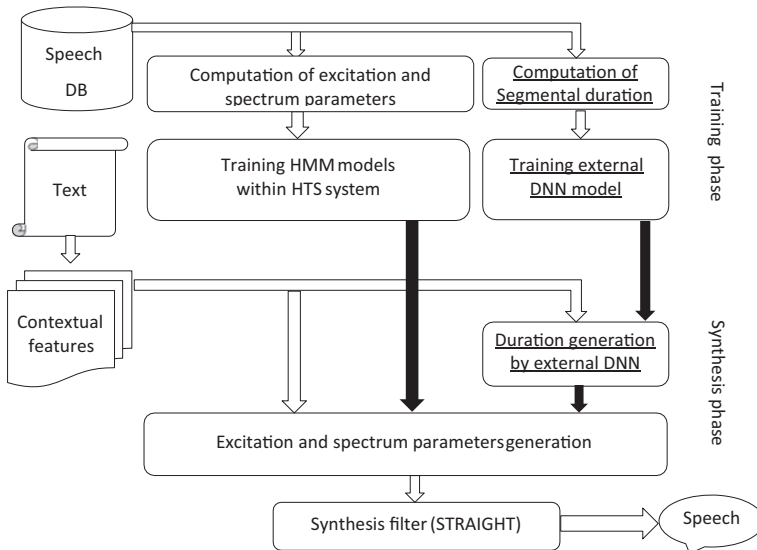 Speech
DB
Computation of excitation and
spectrum parameters
Computation of
Segmental duration
Training phase
Text
Training HMM models
within HTS system
Training external
DNN model
Contextual
features
Duration generation
by external DNN
Synthesis phase
Excitation and spectrum parametersgeneration
Synthesis filter (STRAIGHT)
Speech